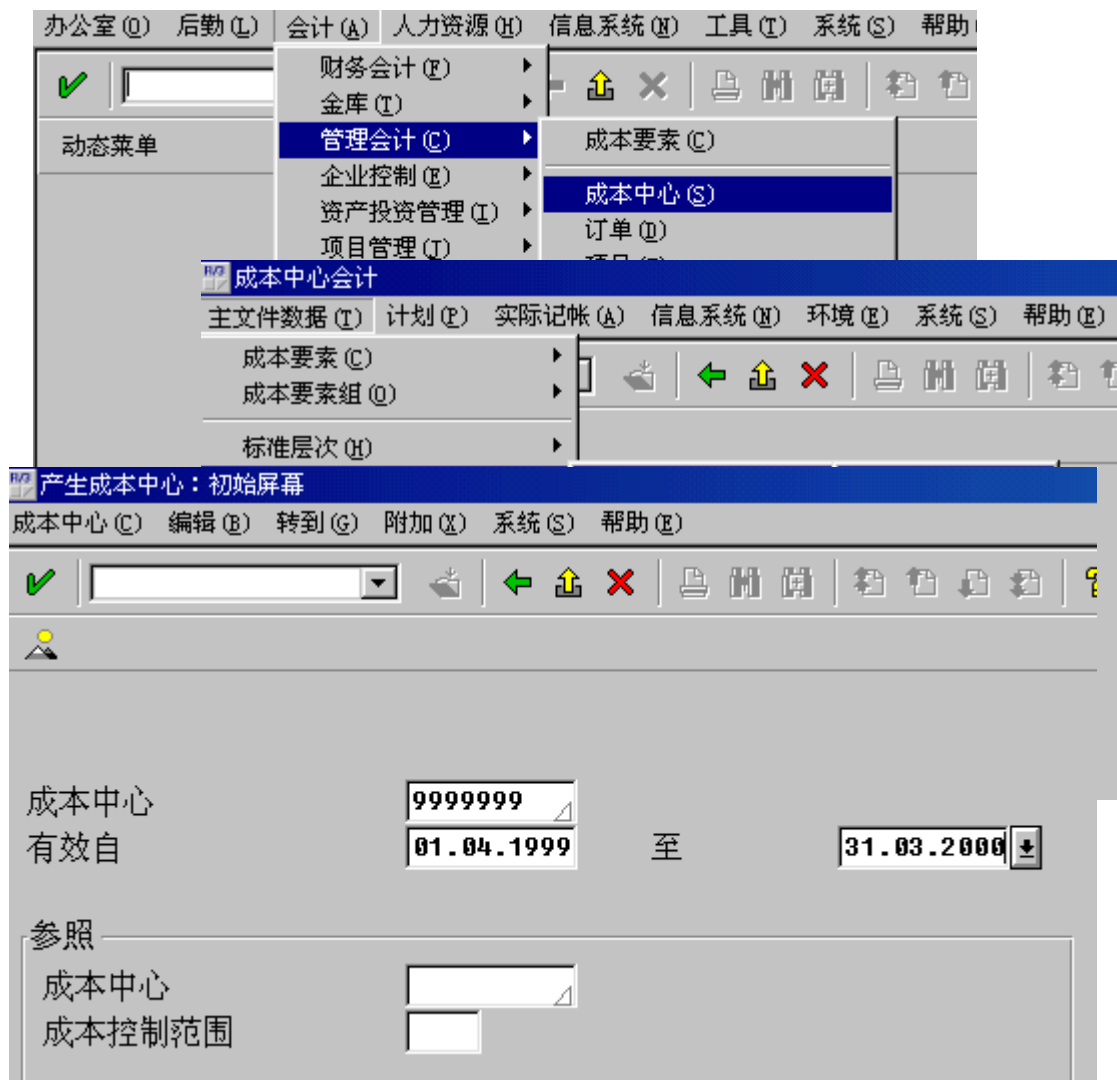 办公室(O) 后勤(L) 会计(A) 人力资源(H) 信息系统(N) 工具(T) 系统(S) 帮助
财务会计(F)
金库(T)
动态菜单 管理会计(C) 成本要素(C)
企业控制(E) 成本中心(S)
资产投资管理(I) 订单(D)
项目管理(J)
R/3 成本中心会计
主文件数据(T) 计划(P) 实际记帐(A) 信息系统(N) 环境(E) 系统(S) 帮助(E)
成本要素(C)
成本要素组(O)
标准层次(H)
R/3 产生成本中心：初始屏幕
成本中心(C) 编辑(B) 转到(G) 附加(X) 系统(S) 帮助(E)
成本中心 9999999
有效自 01.04.1999 至 31.03.2000
参照
成本中心
成本控制范围